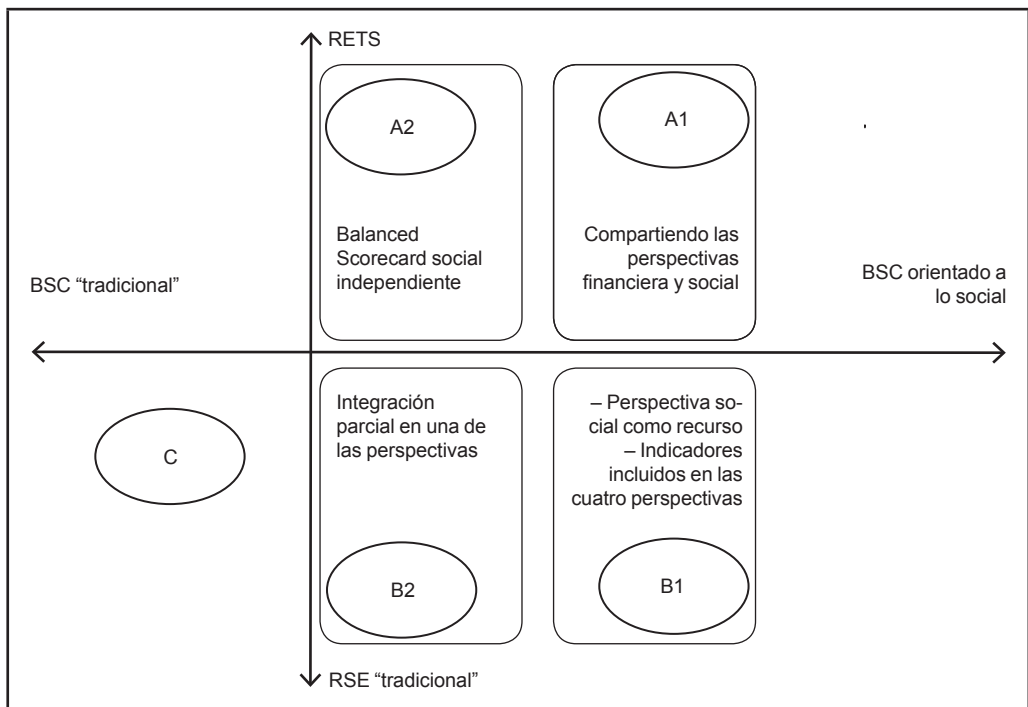 RETS
A2
A1
Balanced
Scorecard social
independiente
Compartiendo las
perspectivas
financiera y social
BSC “tradicional”
BSC orientado a
lo social
Integración
parcial en una de
las perspectivas
– Perspectiva so-
cial como recurso
– Indicadores
incluidos en las
cuatro perspectivas
C
B2
B1
RSE “tradicional”